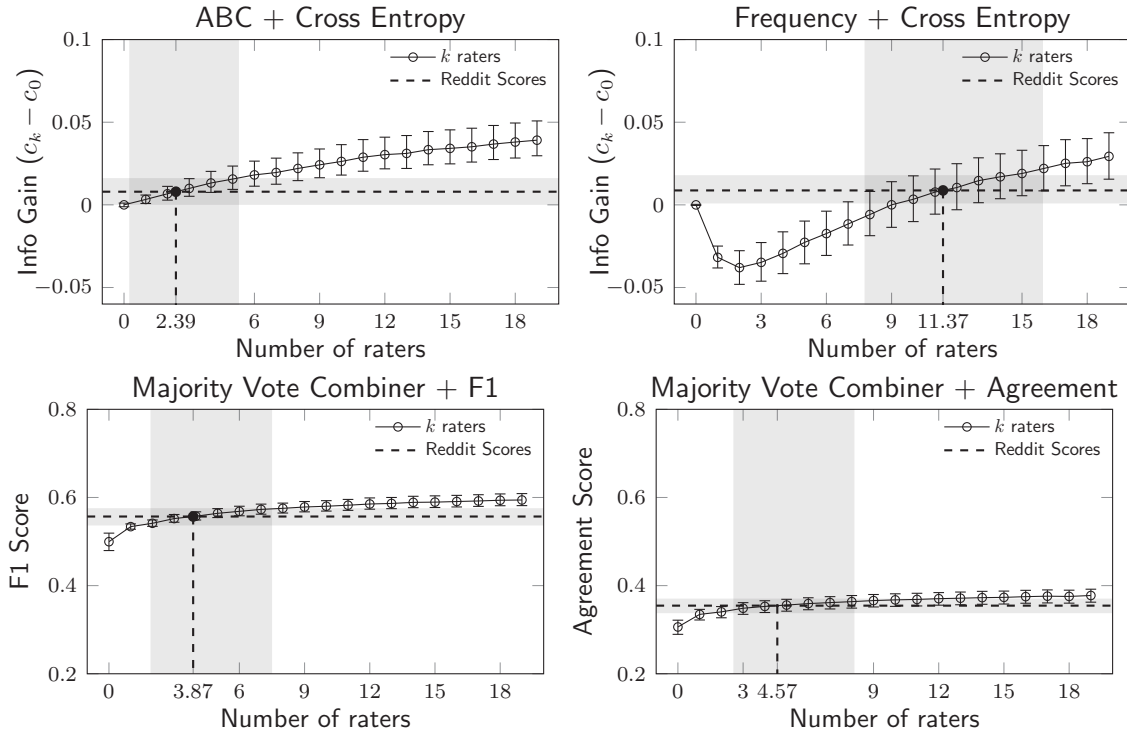 ABC + Cross Entropy
Info Gain (c_k − c_0)
0.1
0.05
0
−0.05
k raters
Reddit Scores
0 2.39 6 9 12 15 18
Number of raters
Frequency + Cross Entropy
Info Gain (c_k − c_0)
0.1
0.05
0
−0.05
k raters
Reddit Scores
0 3 6 9 11.37 15 18
Number of raters
Majority Vote Combiner + F1
F1 Score
0.8
0.6
0.4
0.2
k raters
Reddit Scores
0 3.87 6 9 12 15 18
Number of raters
Majority Vote Combiner + Agreement
Agreement Score
0.8
0.6
0.4
0.2
k raters
Reddit Scores
0 3 4.57 9 12 15 18
Number of raters